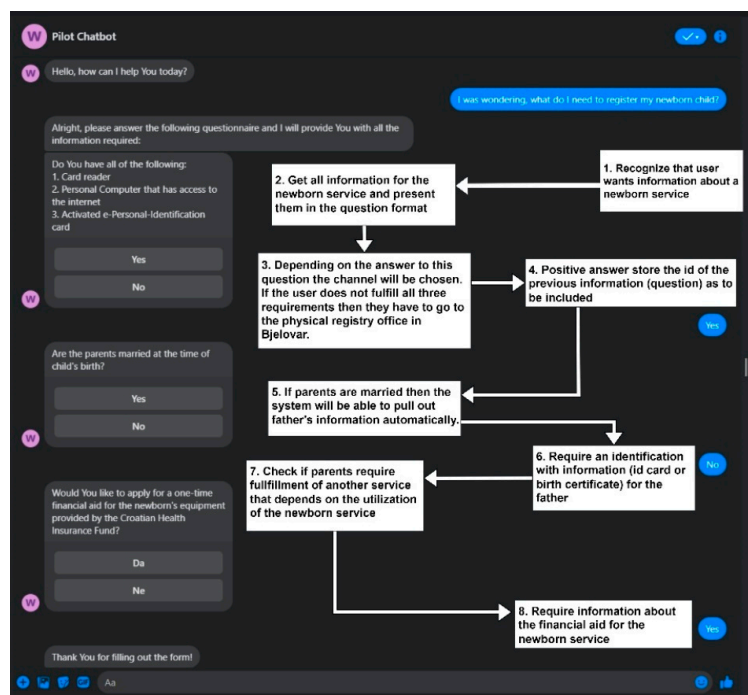 W Pilot Chatbot
Hello, how can I help You today?
W
I was wondering, what do I need to register my newborn child?
Alright, please answer the following questionnaire and I will provide You with all the
information required:
Do You have all of the following:
1. Card reader
2. Personal Computer that has access to
the internet
3. Activated e-Personal-Identification
card
Yes
No
W
1. Recognize that user
wants information about a
newborn service
2. Get all information for the
newborn service and present
them in the question format
3. Depending on the answer to this
question the channel will be chosen.
If the user does not fulfill all three
requirements then they have to go to
the physical registry office in
Bjelovar.
4. Positive answer store the id of the
previous information (question) as to
be included
Yes
Are the parents married at the time of
child's birth?
Yes
No
W
5. If parents are married then the
system will be able to pull out
father's information automatically.
6. Require an identification
with information (id card or
birth certificate) for the
father
No
7. Check if parents require
fullfillment of another service
that depends on the utilization
of the newborn service
Would You like to apply for a one-time
financial aid for the newborn's equipment
provided by the Croatian Health
Insurance Fund?
Da
Ne
W
8. Require information about
the financial aid for the
newborn service
Yes
Thank You for filling out the form!
GIF
Aa